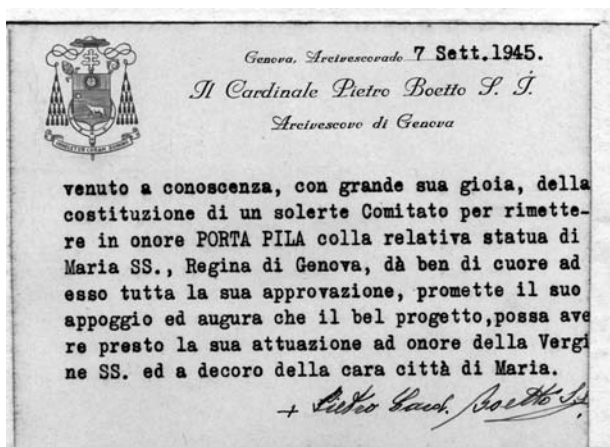 Genova, Arcivescovado 7 Sett.1945.
Il Cardinale Pietro Boetto S. J.
Arcivescovo di Genova
venuto a conoscenza, con grande sua gioia, della
costituzione di un solerte Comitato per rimette-
re in onore PORTA PILA colla relativa statua di
Maria SS., Regina di Genova, dà ben di cuore ad
esso tutta la sua approvazione, promette il suo
appoggio ed augura che il bel progetto,possa ave
re presto la sua attuazione ad onore della Vergi
ne SS. ed a decoro della cara città di Maria.
+ Pietro Card. Boetto S.J.